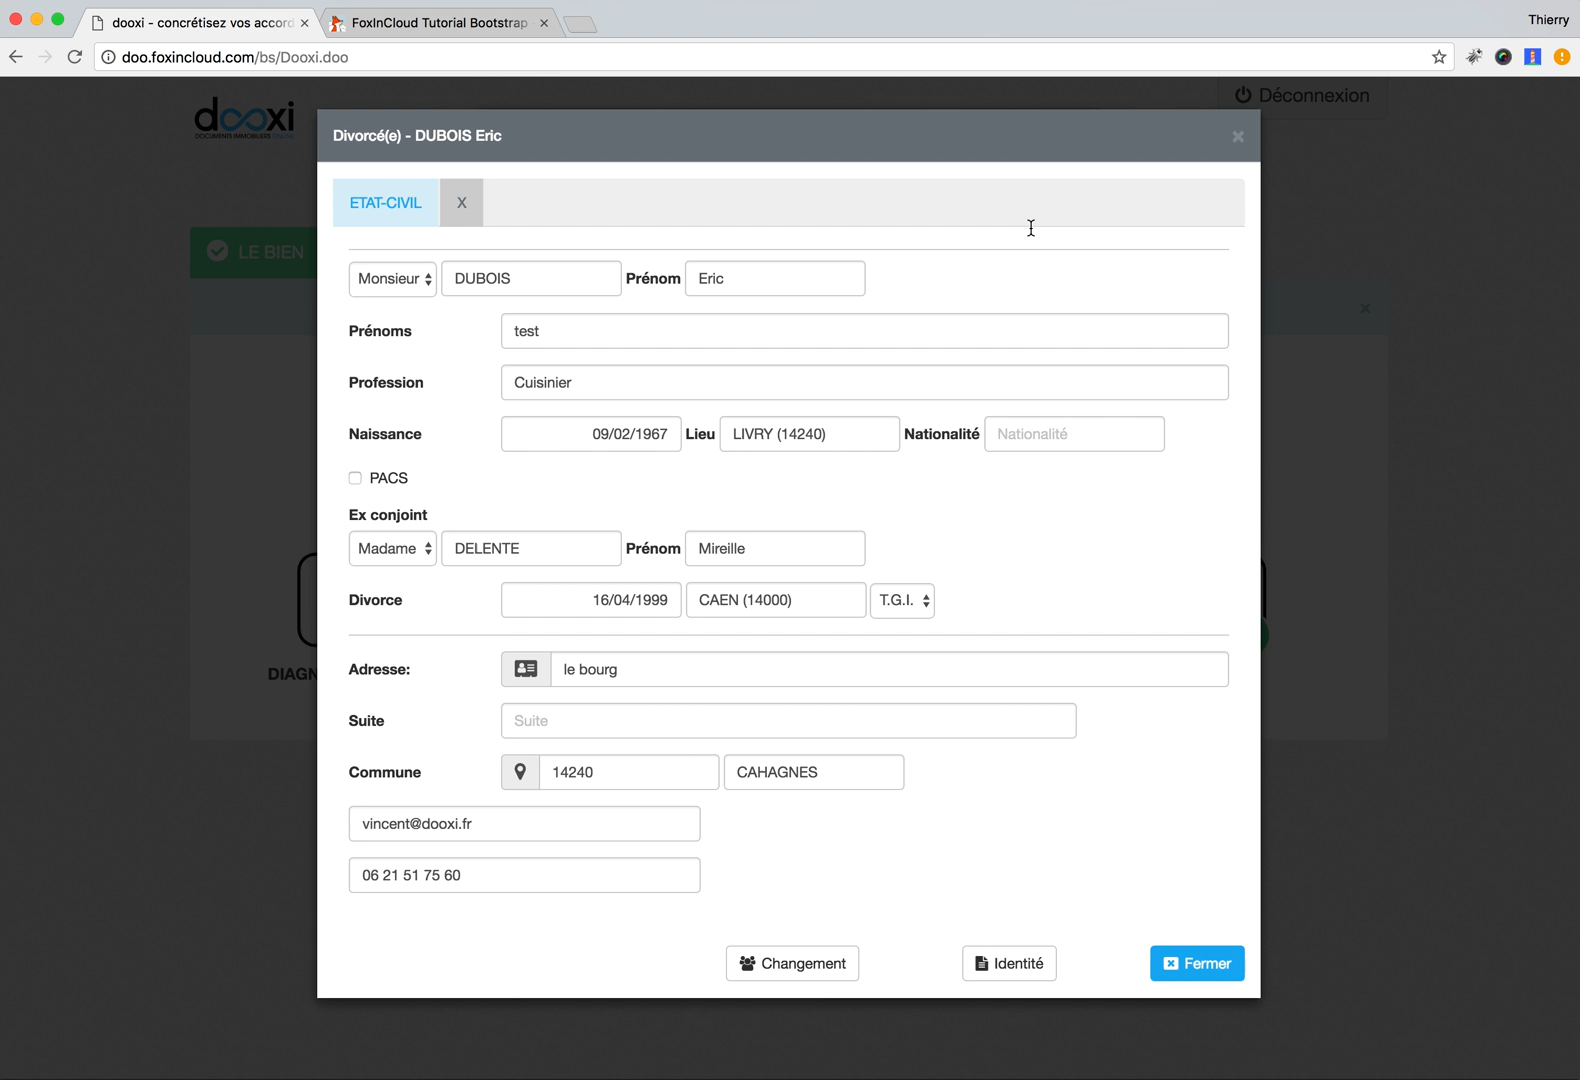 dooxi - concrétisez vos accord
FoxInCloud Tutorial Bootstrap
Thierry
doo.foxincloud.com/bs/Dooxi.doo
dooxi
DOCUMENTS IMMOBILIERS ONLINE
Déconnexion
Divorcé(e) - DUBOIS Eric
LE BIEN
ETAT-CIVIL X
Monsieur DUBOIS Prénom Eric
Prénoms test
Profession Cuisinier
Naissance 09/02/1967 Lieu LIVRY (14240) Nationalité Nationalité
PACS
Ex conjoint
Madame DELENTE Prénom Mireille
Divorce 16/04/1999 CAEN (14000) T.G.I.
DIAGN
Adresse: le bourg
Suite Suite
Commune 14240 CAHAGNES
vincent@dooxi.fr
06 21 51 75 60
Changement Identité Fermer